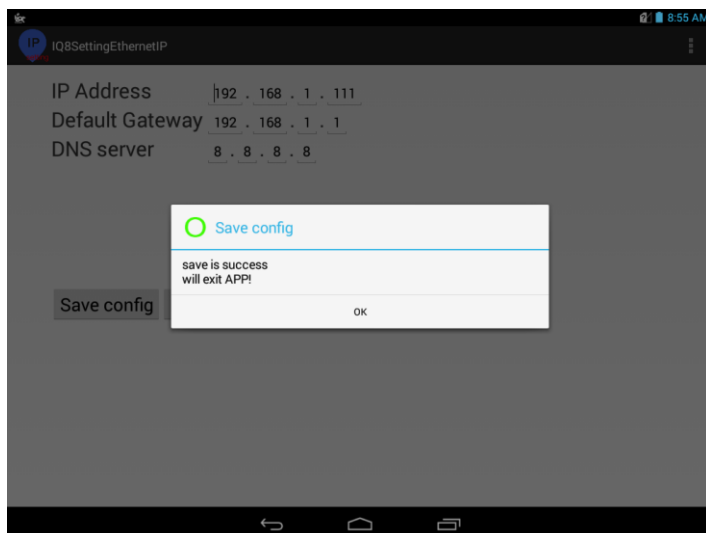 8:55 AM
IP
IQ8SettingEthernetIP
IP Address 192 . 168 . 1 . 111
Default Gateway 192 . 168 . 1 . 1
DNS server 8 . 8 . 8 . 8
Save config
save is success
will exit APP!
Save config
OK